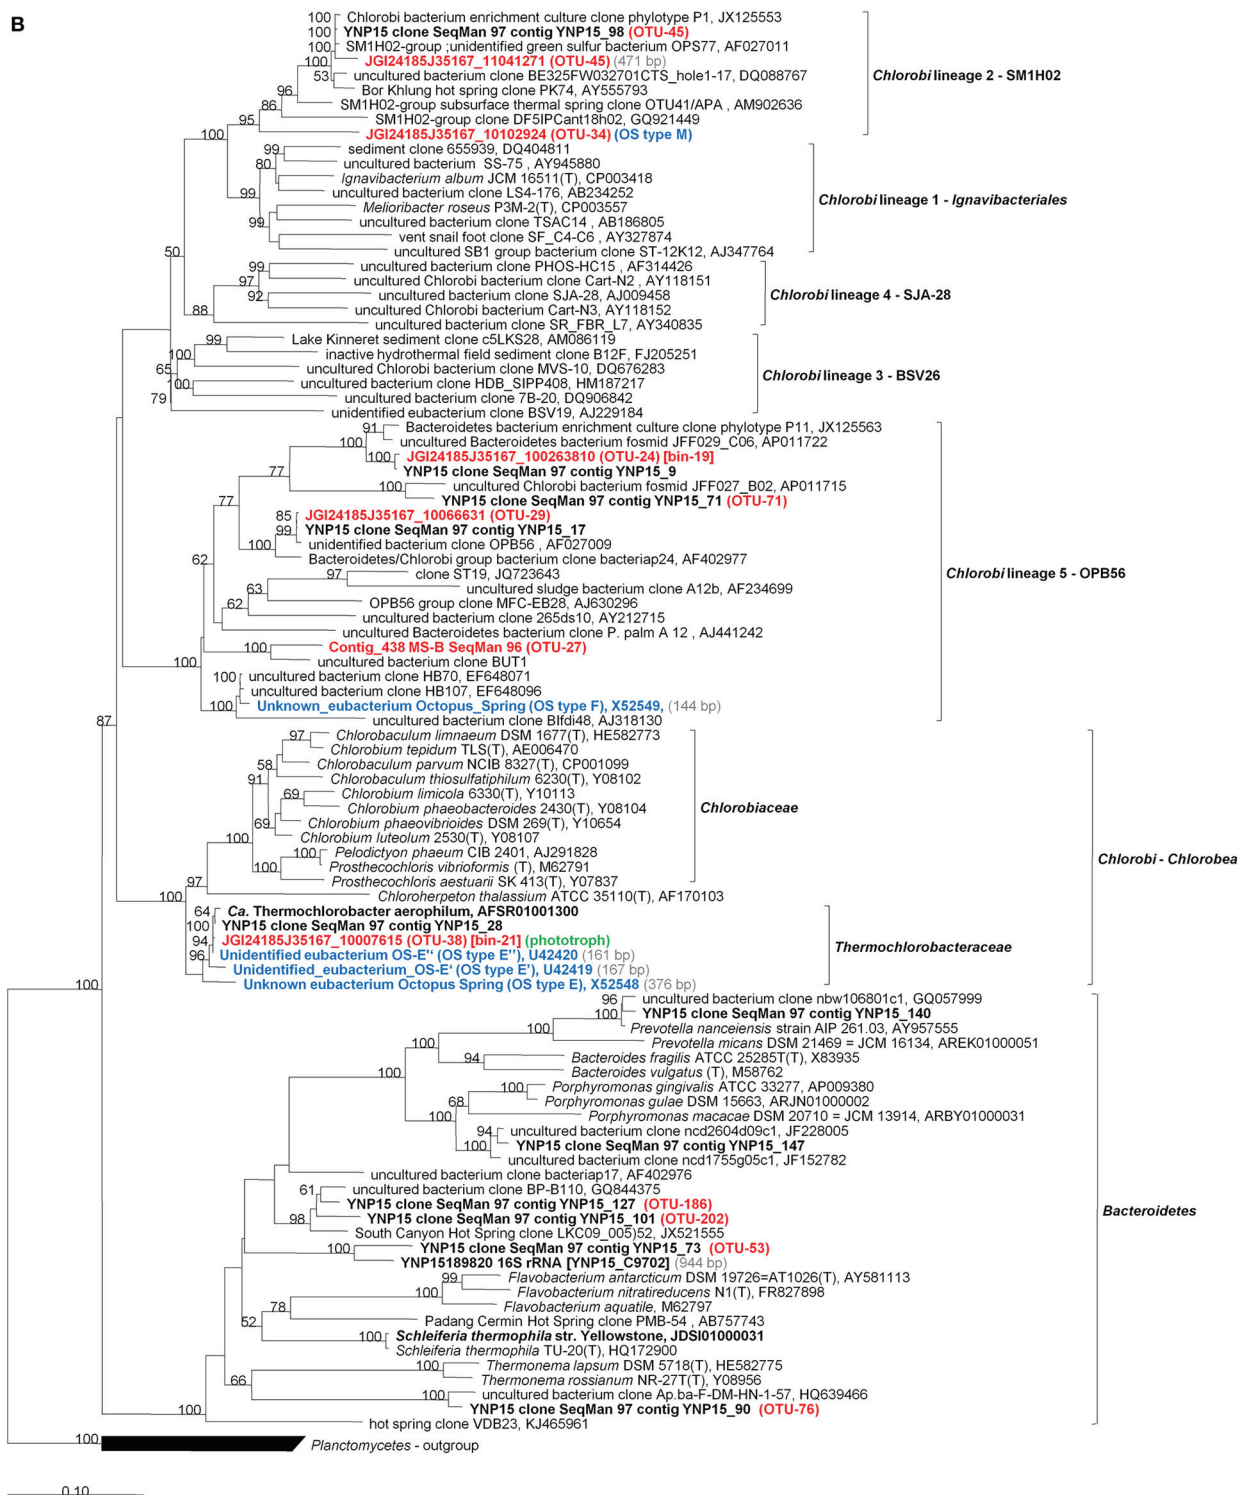 B
100 Chlorobi bacterium enrichment culture clone phylotype P1, JX125553
100 YNP15 clone SeqMan 97 contig YNP15_98 (OTU-45)
100 SM1H02-group ;unidentified green sulfur bacterium OPS77, AF027011
100 JGI24185J35167_11041271 (OTU-45) (471 bp)
53 uncultured bacterium clone BE325FW032701CTS_hole1-17, DQ088767
96 Bor Khlung hot spring clone PK74, AY555793
86 SM1H02-group subsurface thermal spring clone OTU41/APA , AM902636
95 SM1H02-group clone DF5IPCant18h02, GQ921449
100 JGI24185J35167_10102924 (OTU-34) (OS type M)
Chlorobi lineage 2 - SM1H02
99 sediment clone 655939, DQ404811
80 uncultured bacterium SS-75 , AY945880
Ignavibacterium album JCM 16511(T), CP003418
99 uncultured bacterium clone LS4-176, AB234252
Melioribacter roseus P3M-2(T), CP003557
99 uncultured bacterium clone TSAC14 , AB186805
vent snail foot clone SF_C4-C6 , AY327874
50 uncultured SB1 group bacterium clone ST-12K12, AJ347764
Chlorobi lineage 1 - Ignavibacteriales
99 uncultured bacterium clone PHOS-HC15 , AF314426
97 uncultured Chlorobi bacterium clone Cart-N2 , AY118151
92 uncultured bacterium clone SJA-28, AJ009458
88 uncultured Chlorobi bacterium clone Cart-N3, AY118152
uncultured bacterium clone SR_FBR_L7, AY340835
Chlorobi lineage 4 - SJA-28
99 Lake Kinneret sediment clone c5LKS28, AM086119
100 inactive hydrothermal field sediment clone B12F, FJ205251
65 uncultured Chlorobi bacterium clone MVS-10, DQ676283
100 uncultured bacterium clone HDB_SIPP408, HM187217
79 uncultured bacterium clone 7B-20, DQ906842
unidentified eubacterium clone BSV19, AJ229184
Chlorobi lineage 3 - BSV26
91 Bacteroidetes bacterium enrichment culture clone phylotype P11, JX125563
100 uncultured Bacteroidetes bacterium fosmid JFF029_C06, AP011722
100 JGI24185J35167_100263810 (OTU-24) [bin-19]
77 YNP15 clone SeqMan 97 contig YNP15_9
100 uncultured Chlorobi bacterium fosmid JFF027_B02, AP011715
77 YNP15 clone SeqMan 97 contig YNP15_71 (OTU-71)
85 JGI24185J35167_10066631 (OTU-29)
99 YNP15 clone SeqMan 97 contig YNP15_17
100 unidentified bacterium clone OPB56 , AF027009
62 Bacteroidetes/Chlorobi group bacterium clone bacteriap24, AF402977
97 clone ST19, JQ723643
63 uncultured sludge bacterium clone A12b, AF234699
62 OPB56 group clone MFC-EB28, AJ630296
uncultured bacterium clone 265ds10, AY212715
uncultured Bacteroidetes bacterium clone P. palm A 12 , AJ441242
100 Contig_438 MS-B SeqMan 96 (OTU-27)
100 uncultured bacterium clone BUT1
100 uncultured bacterium clone HB70, EF648071
uncultured bacterium clone HB107, EF648096
100 Unknown_eubacterium Octopus_Spring (OS type F), X52549, (144 bp)
87 uncultured bacterium clone Blfdi48, AJ318130
Chlorobi lineage 5 - OPB56
97 Chlorobaculum limnaeum DSM 1677(T), HE582773
Chlorobium tepidum TLS(T), AE006470
58 Chlorobaculum parvum NCIB 8327(T), CP001099
91 Chlorobaculum thiosulfatiphilum 6230(T), Y08102
69 Chlorobium limicola 6330(T), Y10113
Chlorobium phaeobacteroides 2430(T), Y08104
69 Chlorobium phaeovibrioides DSM 269(T), Y10654
100 Chlorobium luteolum 2530(T), Y08107
100 Pelodictyon phaeum CIB 2401, AJ291828
100 Prosthecochloris vibrioformis (T), M62791
97 Prosthecochloris aestuarii SK 413(T), Y07837
Chlorobiaceae
100 Chloroherpeton thalassium ATCC 35110(T), AF170103
Chlorobi - Chlorobea
64 Ca. Thermochlorobacter aerophilum, AFSR01001300
100 YNP15 clone SeqMan 97 contig YNP15_28
94 JGI24185J35167_10007615 (OTU-38) [bin-21] (phototroph)
96 Unidentified eubacterium OS-E'‘ (OS type E’'), U42420 (161 bp)
Unidentified_eubacterium_OS-E‘ (OS type E’), U42419 (167 bp)
100 Unknown eubacterium Octopus Spring (OS type E), X52548 (376 bp)
Thermochlorobacteraceae
96 uncultured bacterium clone nbw106801c1, GQ057999
100 YNP15 clone SeqMan 97 contig YNP15_140
100 Prevotella nanceiensis strain AIP 261.03, AY957555
100 Prevotella micans DSM 21469 = JCM 16134, AREK01000051
94 Bacteroides fragilis ATCC 25285T(T), X83935
100 Bacteroides vulgatus (T), M58762
100 Porphyromonas gingivalis ATCC 33277, AP009380
68 Porphyromonas gulae DSM 15663, ARJN01000002
100 Porphyromonas macacae DSM 20710 = JCM 13914, ARBY01000031
94 uncultured bacterium clone ncd2604d09c1, JF228005
100 YNP15 clone SeqMan 97 contig YNP15_147
uncultured bacterium clone ncd1755g05c1, JF152782
uncultured bacterium clone bacteriap17, AF402976
61 uncultured bacterium clone BP-B110, GQ844375
YNP15 clone SeqMan 97 contig YNP15_127 (OTU-186)
98 YNP15 clone SeqMan 97 contig YNP15_101 (OTU-202)
South Canyon Hot Spring clone LKC09_005)52, JX521555
Bacteroidetes
100 YNP15 clone SeqMan 97 contig YNP15_73 (OTU-53)
YNP15189820 16S rRNA [YNP15_C9702] (944 bp)
99 Flavobacterium antarcticum DSM 19726=AT1026(T), AY581113
100 Flavobacterium nitratireducens N1(T), FR827898
78 Flavobacterium aquatile, M62797
52 Padang Cermin Hot Spring clone PMB-54 , AB757743
100 Schleiferia thermophila str. Yellowstone, JDSI01000031
Schleiferia thermophila TU-20(T), HQ172900
100 Thermonema lapsum DSM 5718(T), HE582775
66 Thermonema rossianum NR-27T(T), Y08956
100 uncultured bacterium clone Ap.ba-F-DM-HN-1-57, HQ639466
100 YNP15 clone SeqMan 97 contig YNP15_90 (OTU-76)
hot spring clone VDB23, KJ465961
100 Planctomycetes - outgroup
0.10